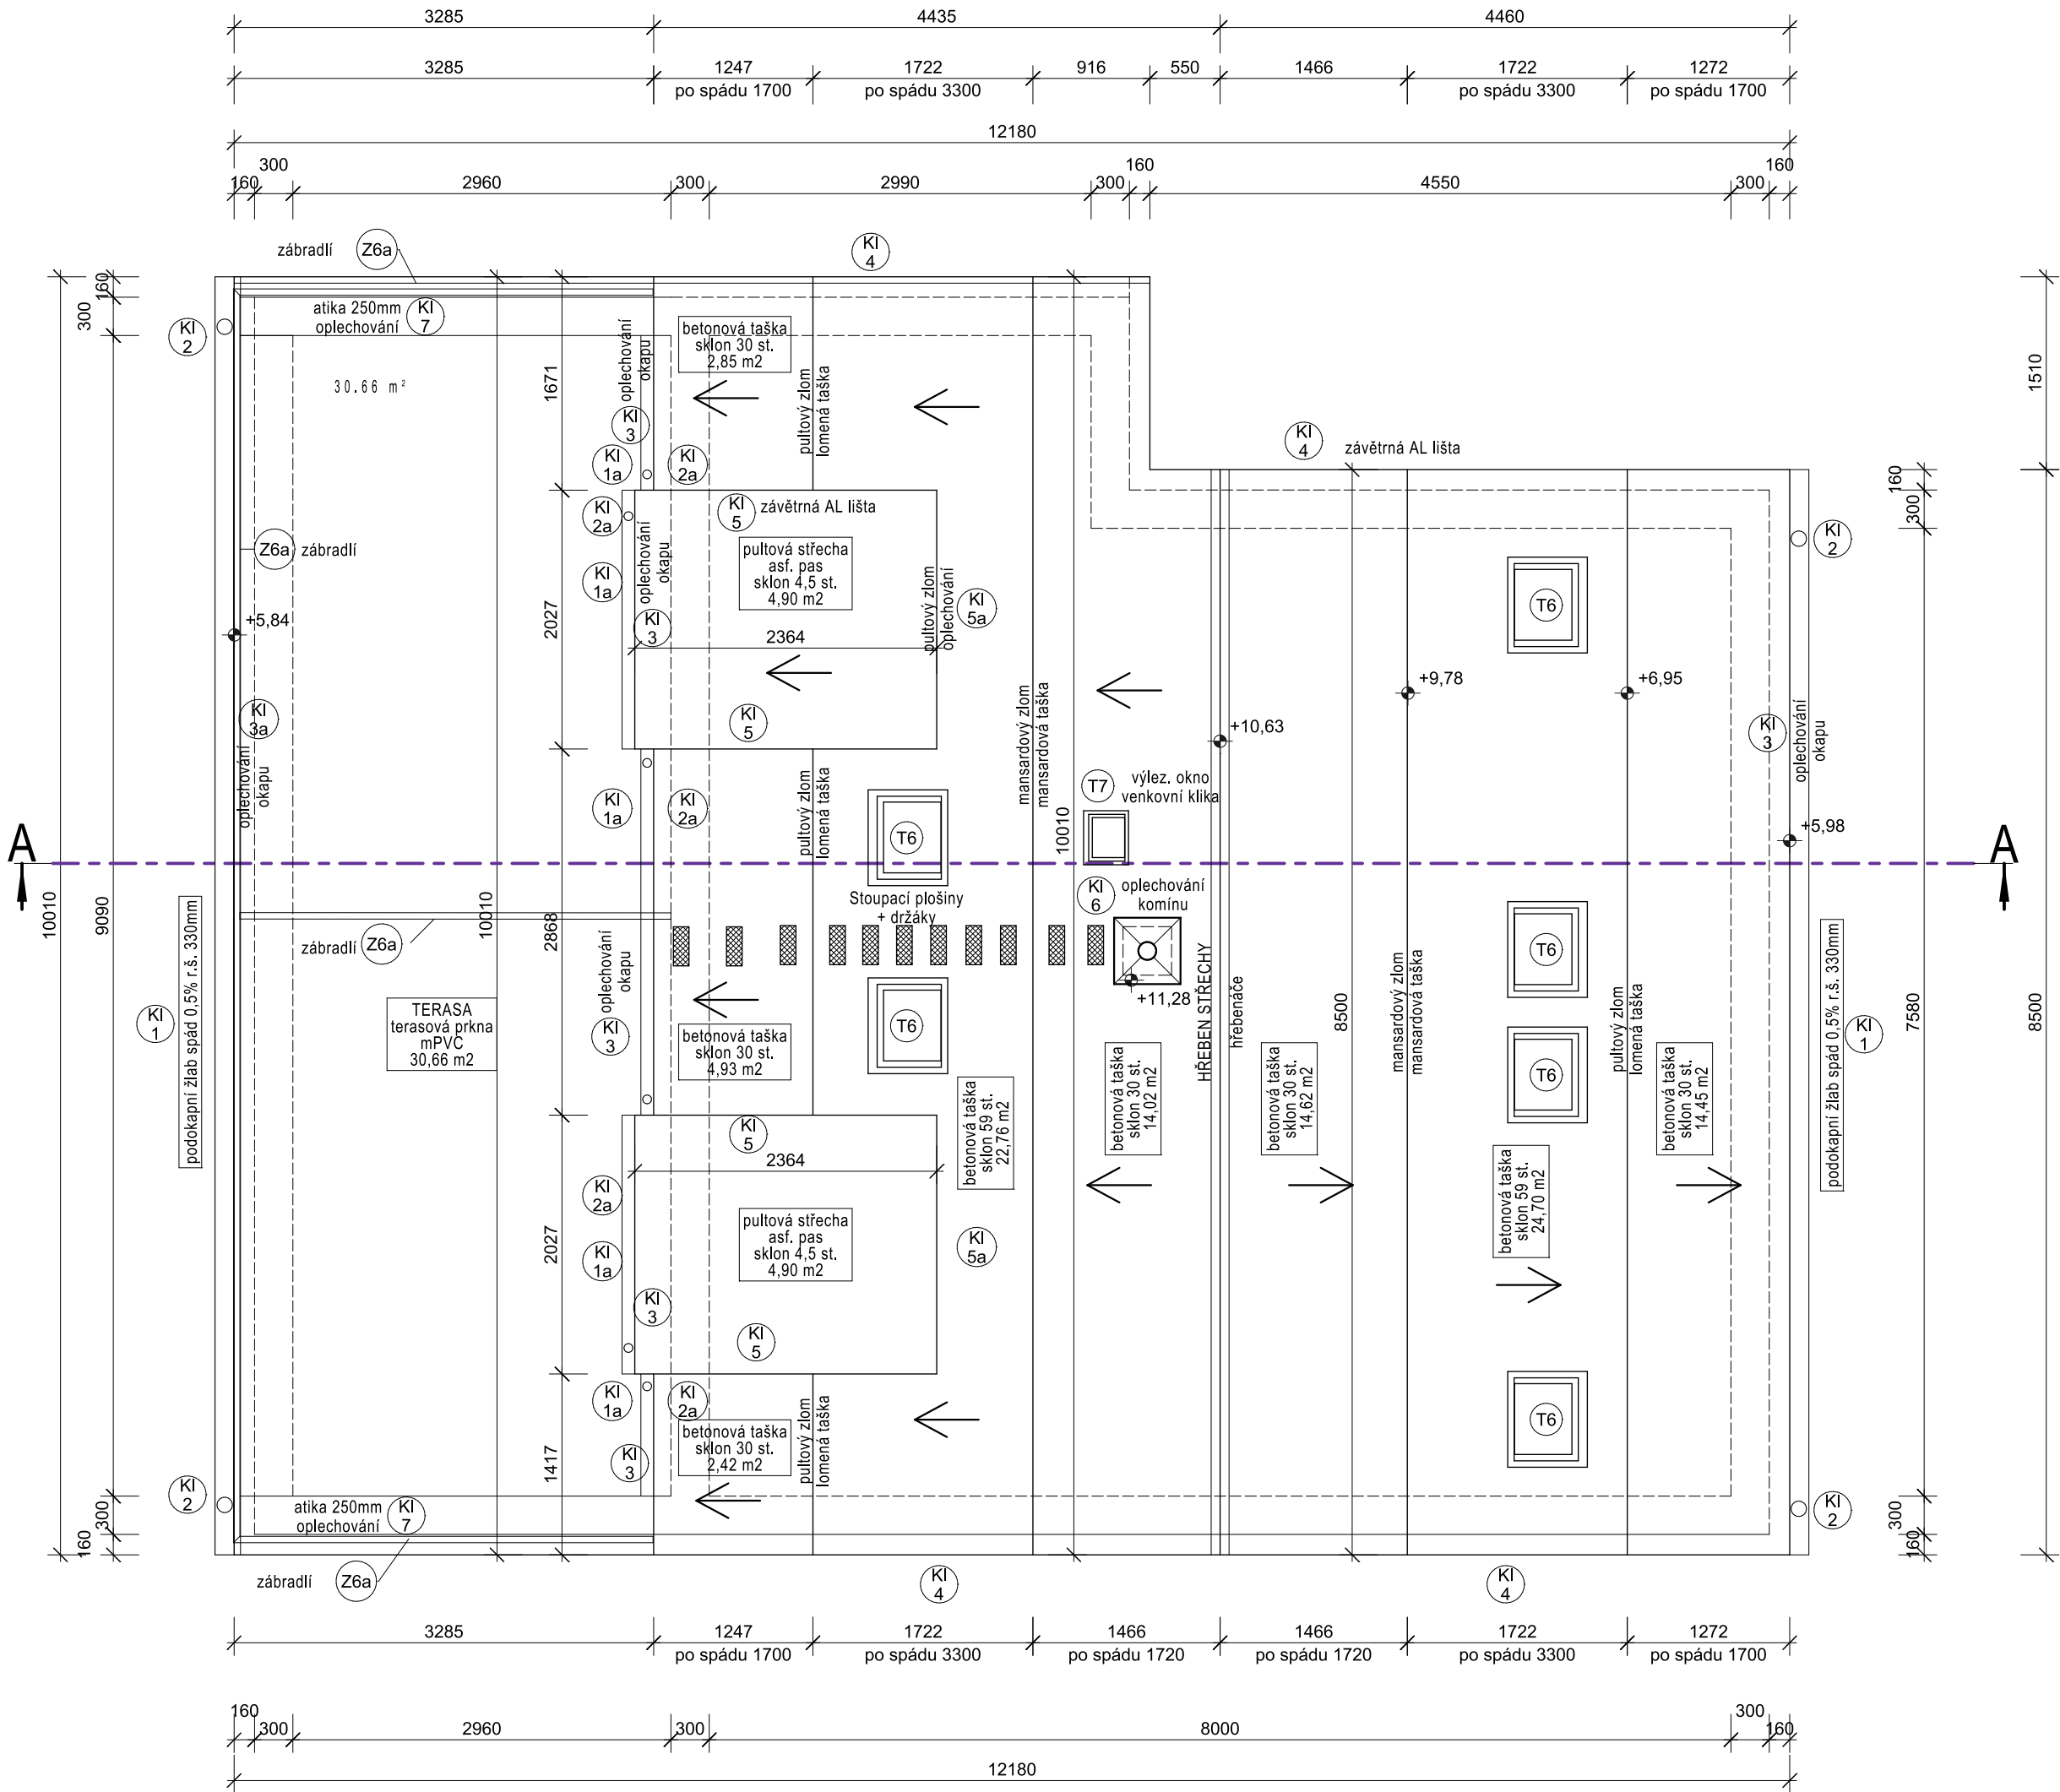 3285
4435
4460
3285
1247
1722
916
550
1466
1722
1272
po spádu 1700
po spádu 3300
po spádu 3300
po spádu 1700
12180
300
160
160
160
2960
300
2990
300
4550
300
zábradlí
Z6a
Kl
4
160
300
atika 250mm
oplechování
Kl
7
Kl
2
oplechování
okapu
betonová taška
sklon 30 st.
2,85 m2
30.66 m²
1671
pultový zlom
lomená taška
1510
Kl
3
Kl
4
závětrná AL lišta
Kl
1a
Kl
2a
160
300
Kl
2a
Kl
5
závětrná AL lišta
Kl
2
Z6a
zábradlí
oplechování
okapu
pultová střecha
asf. pas
sklon 4,5 st.
4,90 m2
Kl
1a
pultový zlom
oplechování
Kl
5a
T6
+5,84
2027
Kl
3
2364
Kl
3a
Kl
5
mansardový zlom
mansardová taška
+9,78
+6,95
+10,63
Kl
3
oplechování
okapu
oplechování
okapu
Kl
1a
Kl
2a
pultový zlom
lomená taška
T7
výlez. okno
venkovní klika
T6
10010
+5,98
A
A
10010
9090
10010
2868
Stoupací plošiny
+ držáky
Kl
6
oplechování
komínu
zábradlí
Z6a
oplechování
okapu
T6
+11,28
HŘEBEN STŘECHY
hřebenáče
8500
mansardový zlom
mansardová taška
pultový zlom
lomená taška
7580
8500
Kl
1
podokapní žlab spád 0,5% r.š. 330mm
TERASA
terasová prkna
mPVC
30,66 m2
Kl
3
T6
betonová taška
sklon 30 st.
4,93 m2
T6
podokapní žlab spád 0,5% r.š. 330mm
Kl
1
betonová taška
sklon 59 st.
22,76 m2
betonová taška
sklon 30 st.
14,02 m2
betonová taška
sklon 30 st.
14,62 m2
betonová taška
sklon 30 st.
14,45 m2
Kl
5
2364
Kl
2a
betonová taška
sklon 59 st.
24,70 m2
pultová střecha
asf. pas
sklon 4,5 st.
4,90 m2
2027
Kl
1a
Kl
5a
Kl
3
Kl
5
Kl
1a
Kl
2a
betonová taška
sklon 30 st.
2,42 m2
pultový zlom
lomená taška
T6
1417
Kl
3
Kl
2
300
160
atika 250mm
oplechování
Kl
7
Kl
2
300
160
zábradlí
Z6a
Kl
4
Kl
4
3285
1247
1722
1466
1466
1722
1272
po spádu 1700
po spádu 3300
po spádu 1720
po spádu 1720
po spádu 3300
po spádu 1700
160
300
300
2960
300
8000
160
12180